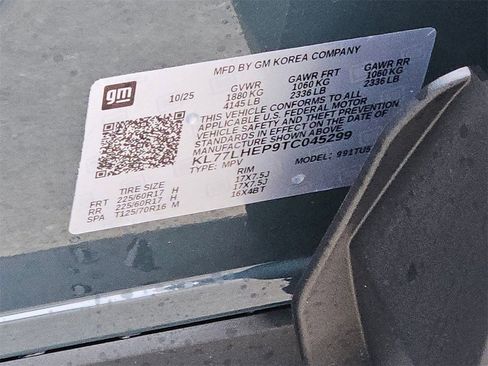 gm
MFD BY GM KOREA COMPANY
10/25 GVWR GAWR FRT GAWR RR
1880 KG 1060 KG 1060 KG
4145 LB 2336 LB 2336 LB
THIS VEHICLE CONFORMS TO ALL
APPLICABLE U.S. FEDERAL MOTOR
VEHICLE SAFETY AND THEFT PREVENTION
STANDARDS IN EFFECT ON THE DATE OF
MANUFACTURE SHOWN ABOVE.
KL77LHEP9TC045299
TYPE: MPV MODEL: 991TU5
TIRE SIZE RIM
FRT 225/60R17 H 17X7.5J
RR 225/60R17 H 17X7.5J
SPA T125/70R16 M 16X4BT